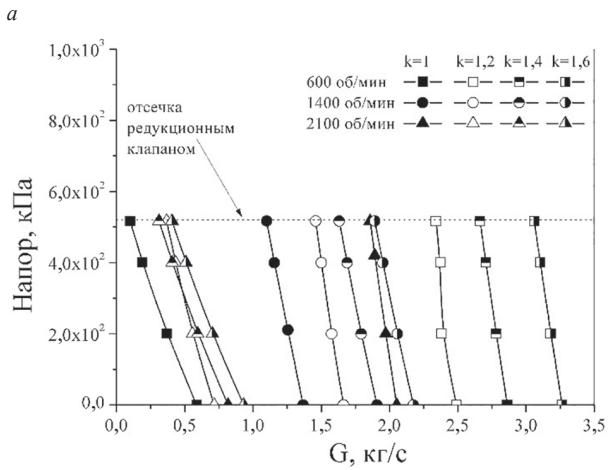 а
k=1 k=1,2 k=1,4 k=1,6
600 об/мин
1400 об/мин
2100 об/мин
отсечка
редукционным
клапаном
Напор, кПа
1,0x10³
8,0x10²
6,0x10²
4,0x10²
2,0x10²
0,0
0,0 0,5 1,0 1,5 2,0 2,5 3,0 3,5
G, кг/с